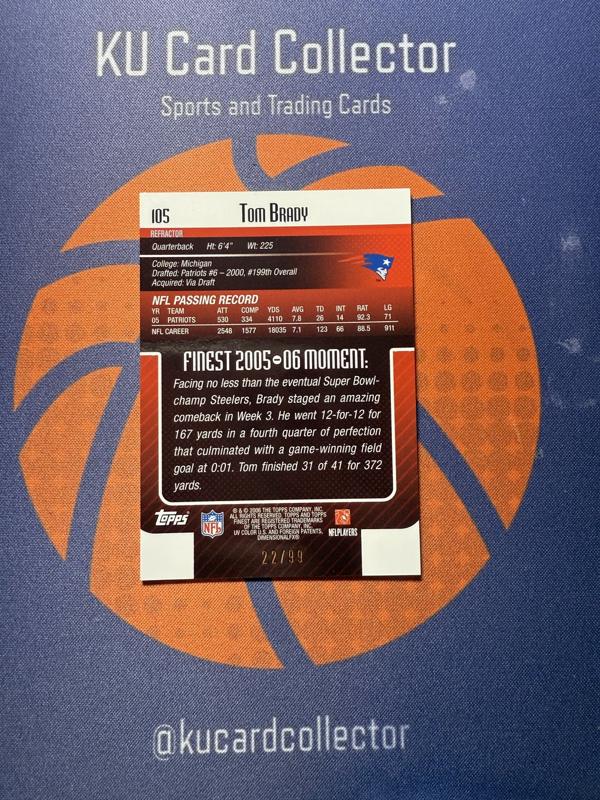 KU Card Collector
Sports and Trading Cards
105 Tom Brady
REFRACTOR
Quarterback Ht: 6'4" Wt: 225
College: Michigan
Drafted: Patriots #6 – 2000, #199th Overall
Acquired: Via Draft
NFL PASSING RECORD
YR TEAM ATT COMP YDS AVG TD INT RAT LG
05 PATRIOTS 530 334 4110 7.8 26 14 92.3 71
NFL CAREER 2548 1577 18035 7.1 123 66 88.5 911
FINEST 2005-06 MOMENT:
Facing no less than the eventual Super Bowl-
champ Steelers, Brady staged an amazing
comeback in Week 3. He went 12-for-12 for
167 yards in a fourth quarter of perfection
that culminated with a game-winning field
goal at 0:01. Tom finished 31 of 41 for 372
yards.
Topps
NFL
® & © 2006 THE TOPPS COMPANY, INC.
ALL RIGHTS RESERVED. TOPPS AND TOPPS
FINEST ARE REGISTERED TRADEMARKS
OF THE TOPPS COMPANY, INC.
UV COLOR U.S. AND FOREIGN PATENTS,
DIMENSIONALFX®
NFLPLAYERS
22/99
@kucardcollector